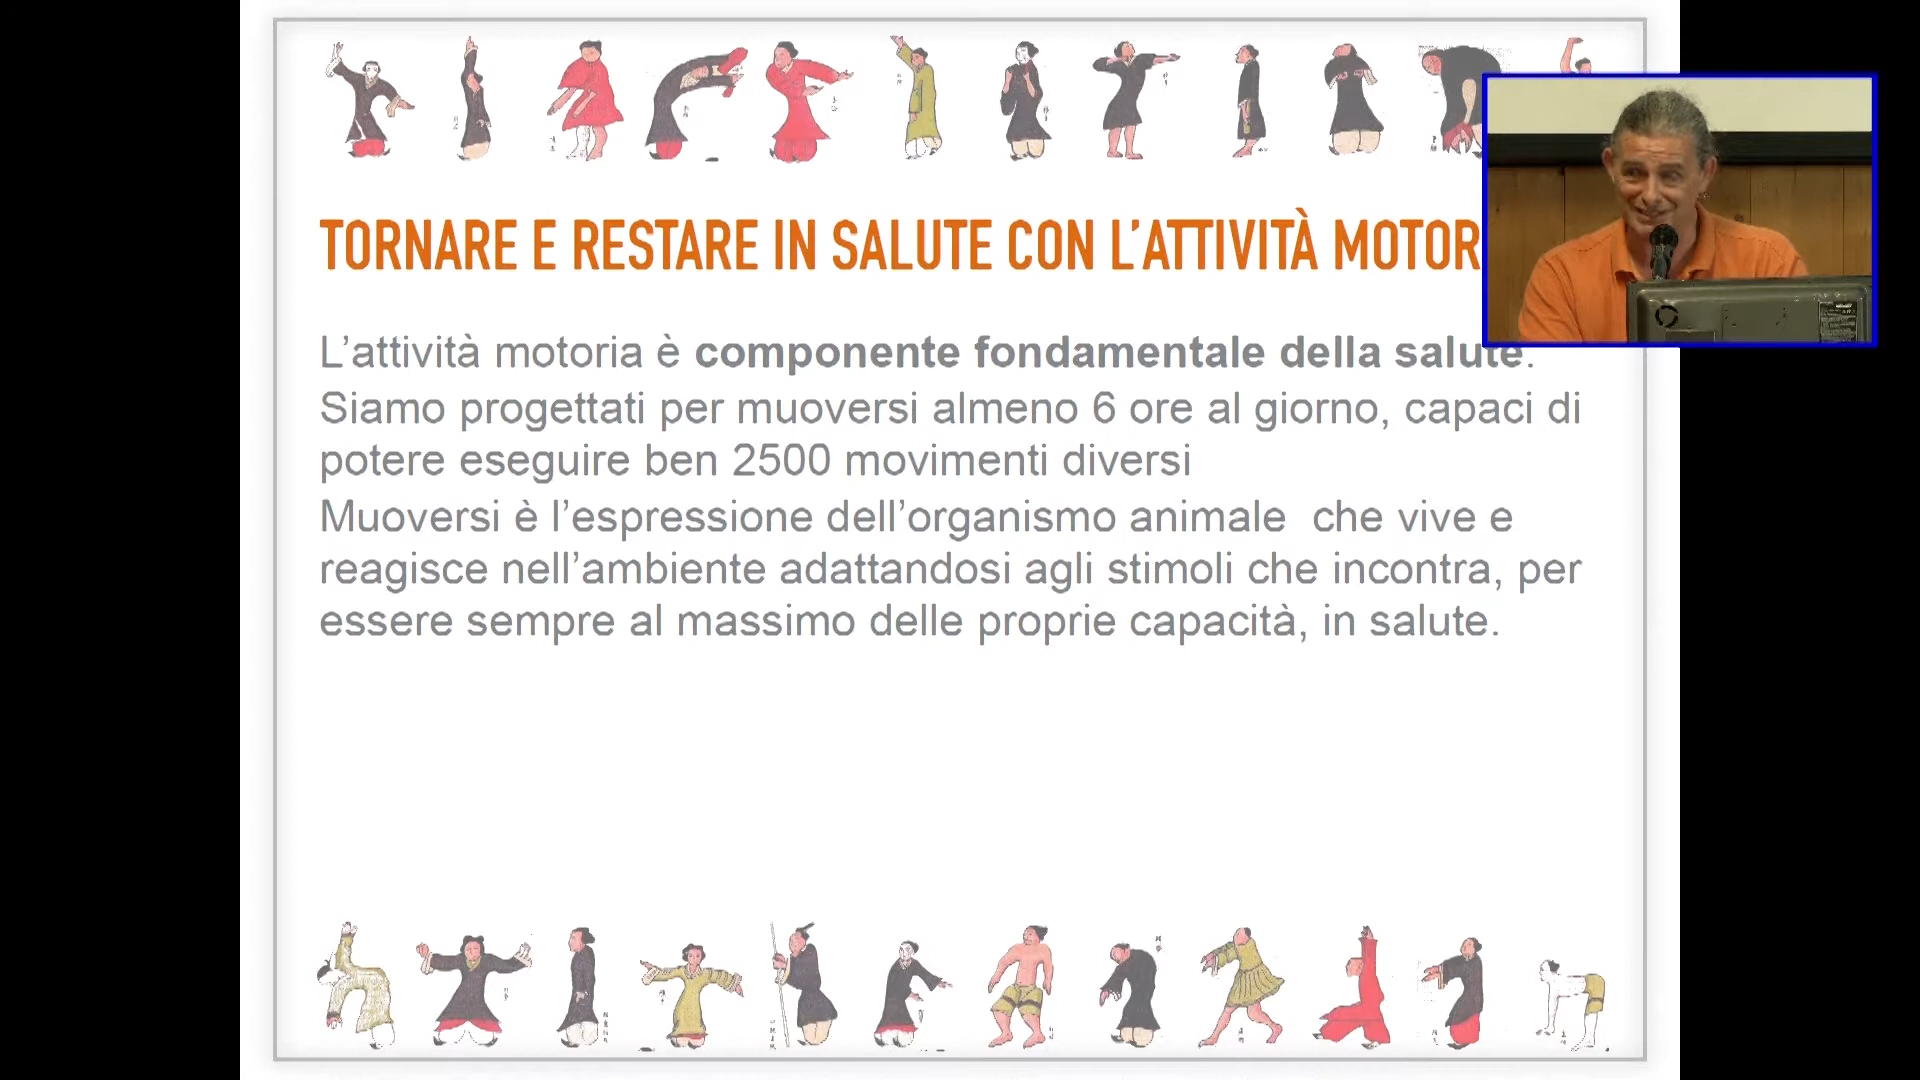 TORNARE E RESTARE IN SALUTE CON L’ATTIVITÀ MOTOR
L’attività motoria è componente fondamentale della salute.
Siamo progettati per muoversi almeno 6 ore al giorno, capaci di
potere eseguire ben 2500 movimenti diversi
Muoversi è l’espressione dell’organismo animale che vive e
reagisce nell’ambiente adattandosi agli stimoli che incontra, per
essere sempre al massimo delle proprie capacità, in salute.